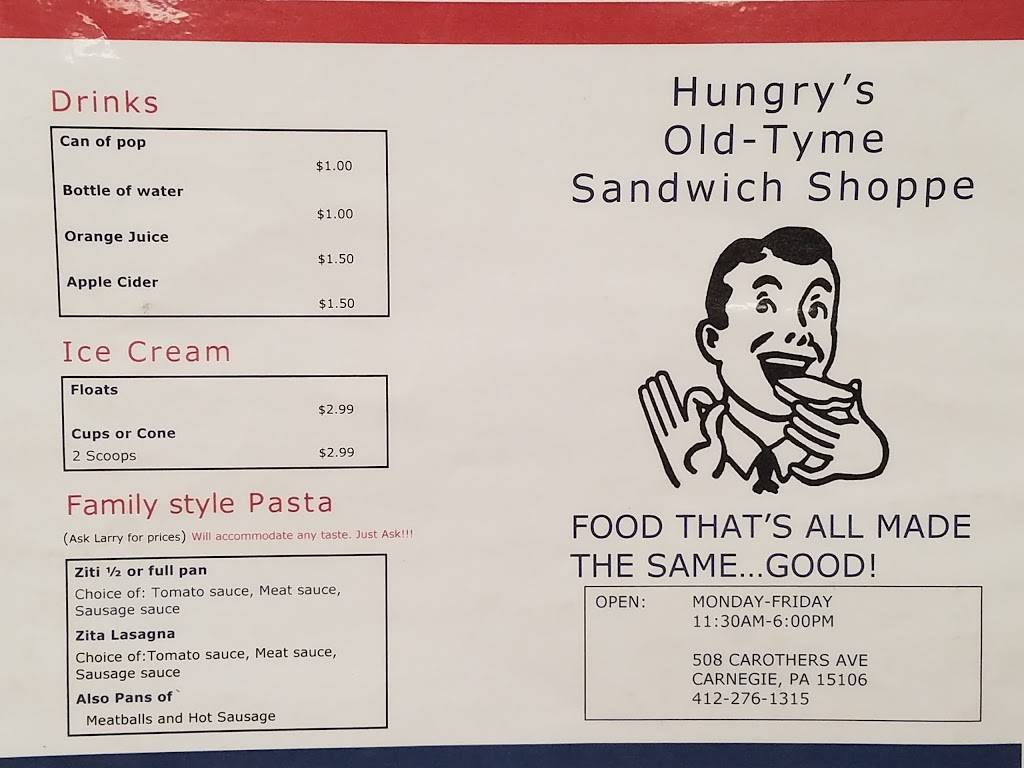 Drinks
Can of pop
$1.00
Bottle of water
$1.00
Orange Juice
$1.50
Apple Cider
$1.50
Ice Cream
Floats
$2.99
Cups or Cone
2 Scoops $2.99
Family style Pasta
(Ask Larry for prices) Will accommodate any taste. Just Ask!!!
Ziti ½ or full pan
Choice of: Tomato sauce, Meat sauce,
Sausage sauce
Zita Lasagna
Choice of:Tomato sauce, Meat sauce,
Sausage sauce
Also Pans of
Meatballs and Hot Sausage
Hungry's
Old-Tyme
Sandwich Shoppe
FOOD THAT'S ALL MADE
THE SAME...GOOD!
OPEN: MONDAY-FRIDAY
11:30AM-6:00PM
508 CAROTHERS AVE
CARNEGIE, PA 15106
412-276-1315